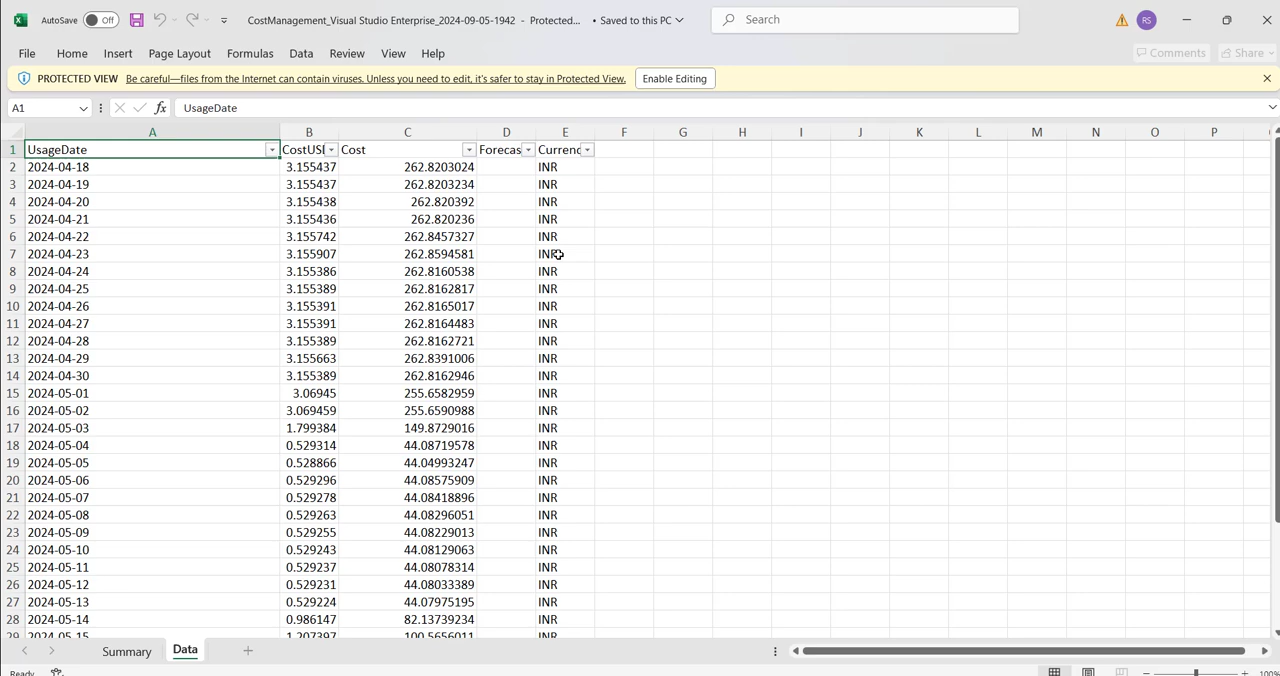 AutoSave Off CostManagement_Visual Studio Enterprise_2024-09-05-1942 - Protected... • Saved to this PC Search RS
File Home Insert Page Layout Formulas Data Review View Help Comments Share
PROTECTED VIEW Be careful—files from the Internet can contain viruses. Unless you need to edit, it's safer to stay in Protected View. Enable Editing
A1 fx UsageDate
A B C D E F G H I J K L M N O P
1 UsageDate CostUSD Cost Forecas Currenc
2 2024-04-18 3.155437 262.8203024 INR
3 2024-04-19 3.155437 262.8203234 INR
4 2024-04-20 3.155438 262.820392 INR
5 2024-04-21 3.155436 262.820236 INR
6 2024-04-22 3.155742 262.8457327 INR
7 2024-04-23 3.155907 262.8594581 INR
8 2024-04-24 3.155386 262.8160538 INR
9 2024-04-25 3.155389 262.8162817 INR
10 2024-04-26 3.155391 262.8165017 INR
11 2024-04-27 3.155391 262.8164483 INR
12 2024-04-28 3.155389 262.8162721 INR
13 2024-04-29 3.155663 262.8391006 INR
14 2024-04-30 3.155389 262.8162946 INR
15 2024-05-01 3.06945 255.6582959 INR
16 2024-05-02 3.069459 255.6590988 INR
17 2024-05-03 1.799384 149.8729016 INR
18 2024-05-04 0.529314 44.08719578 INR
19 2024-05-05 0.528866 44.04993247 INR
20 2024-05-06 0.529296 44.08575909 INR
21 2024-05-07 0.529278 44.08418896 INR
22 2024-05-08 0.529263 44.08296051 INR
23 2024-05-09 0.529255 44.08229013 INR
24 2024-05-10 0.529243 44.08129063 INR
25 2024-05-11 0.529237 44.08078314 INR
26 2024-05-12 0.529231 44.08033389 INR
27 2024-05-13 0.529224 44.07975195 INR
28 2024-05-14 0.986147 82.13739234 INR
29 2024-05-15 1.207397 100.5656011 INR
Summary Data
Ready 100%